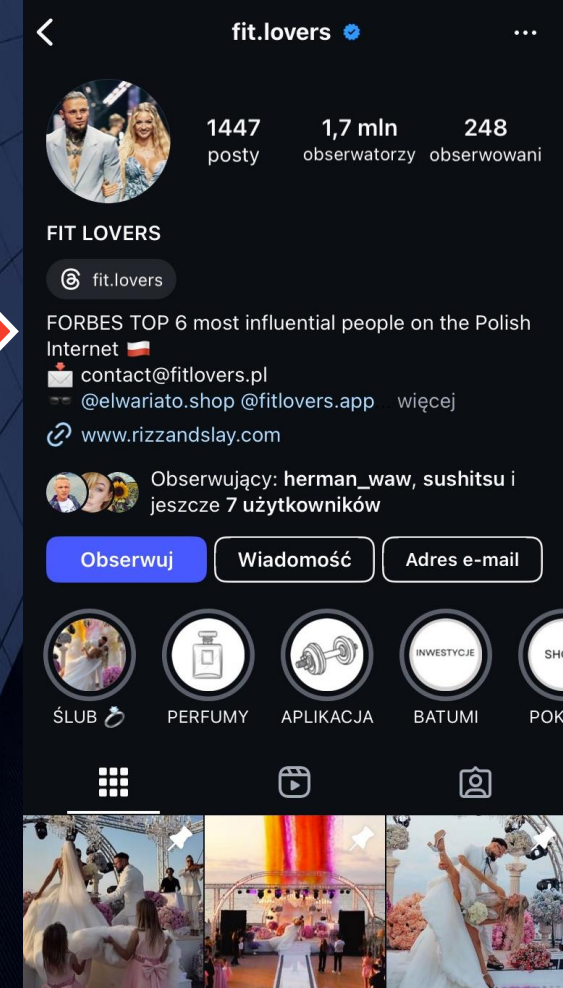 fit.lovers
1447
posty
1,7 mln
obserwatorzy
248
obserwowani
FIT LOVERS
fit.lovers
FORBES TOP 6 most influential people on the Polish
Internet 🇵🇱
📩 contact@fitlovers.pl
🕶️ @elwariato.shop @fitlovers.app... więcej
www.rizzandslay.com
Obserwujący: herman_waw, sushitsu i
jeszcze 7 użytkowników
Obserwuj
Wiadomość
Adres e-mail
INWESTYCJE
SHO
ŚLUB 💍
PERFUMY
APLIKACJA
BATUMI
POK